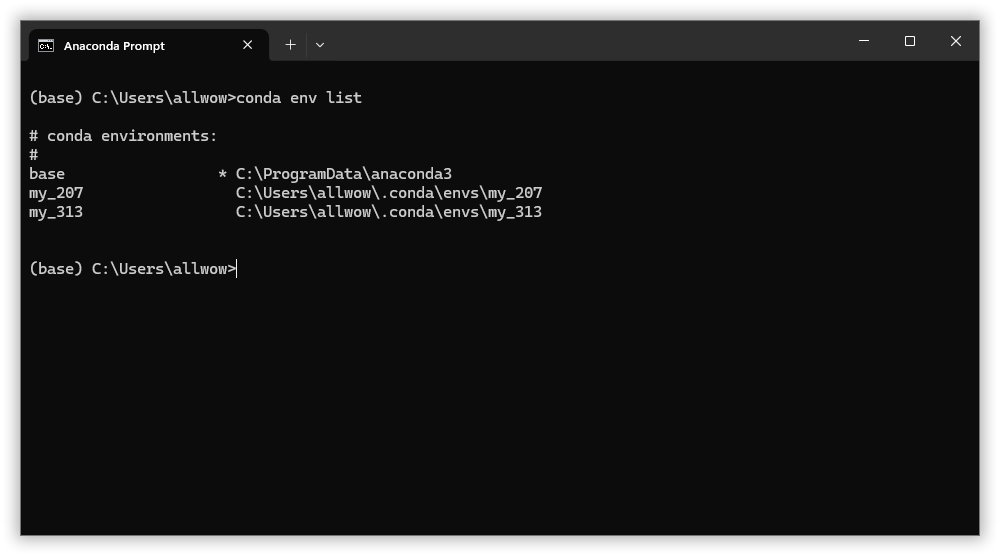 Anaconda Prompt
(base) C:\Users\allwow>conda env list
# conda environments:
#
base                 * C:\ProgramData\anaconda3
my_207                 C:\Users\allwow\.conda\envs\my_207
my_313                 C:\Users\allwow\.conda\envs\my_313
(base) C:\Users\allwow>